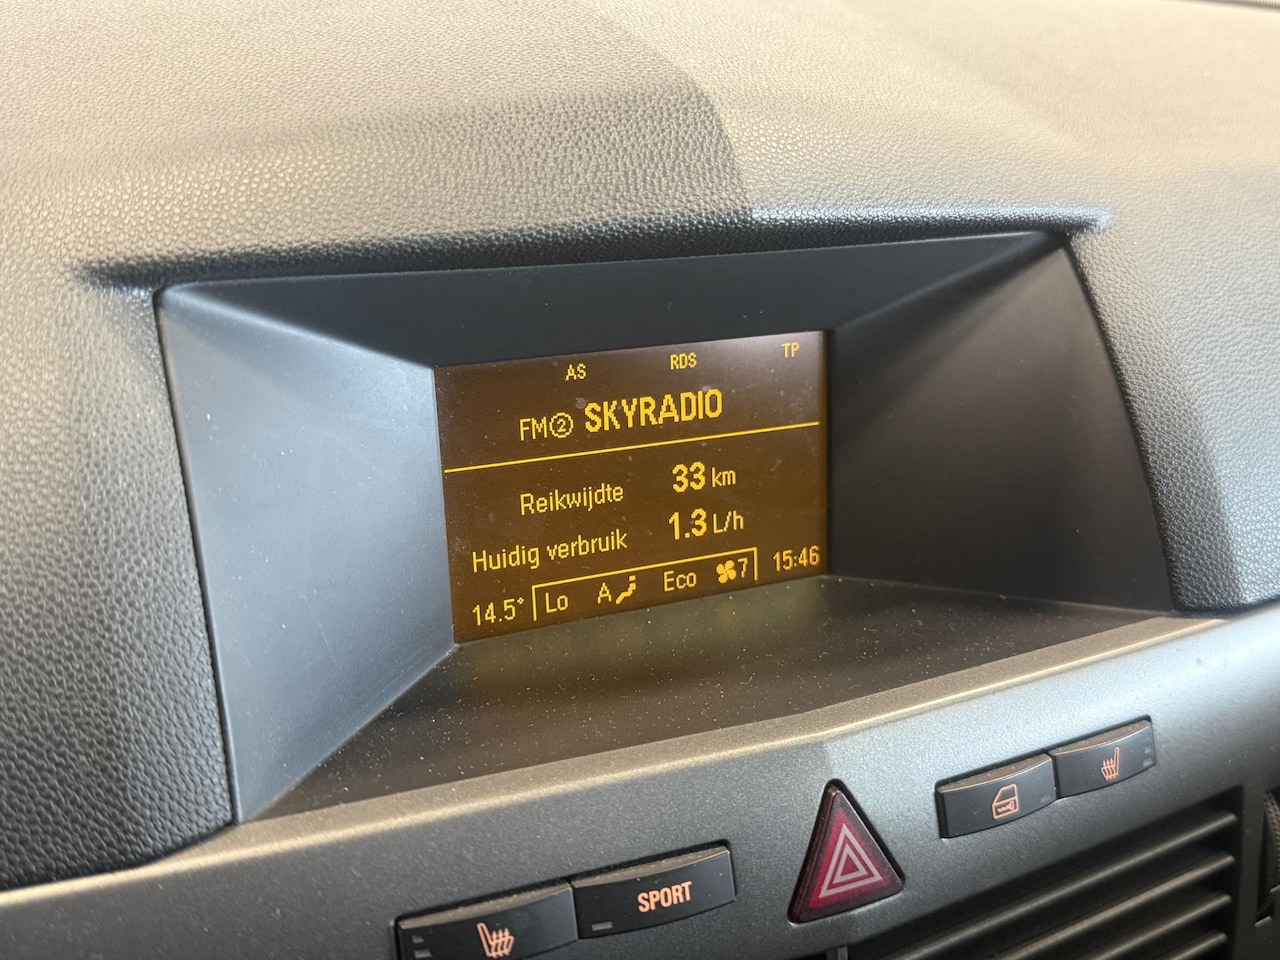 AS RDS TP
FM② SKYRADIO
Reikwijdte 33 km
Huidig verbruik 1.3 L/h
14.5° Lo A Eco 7 15:46
SPORT